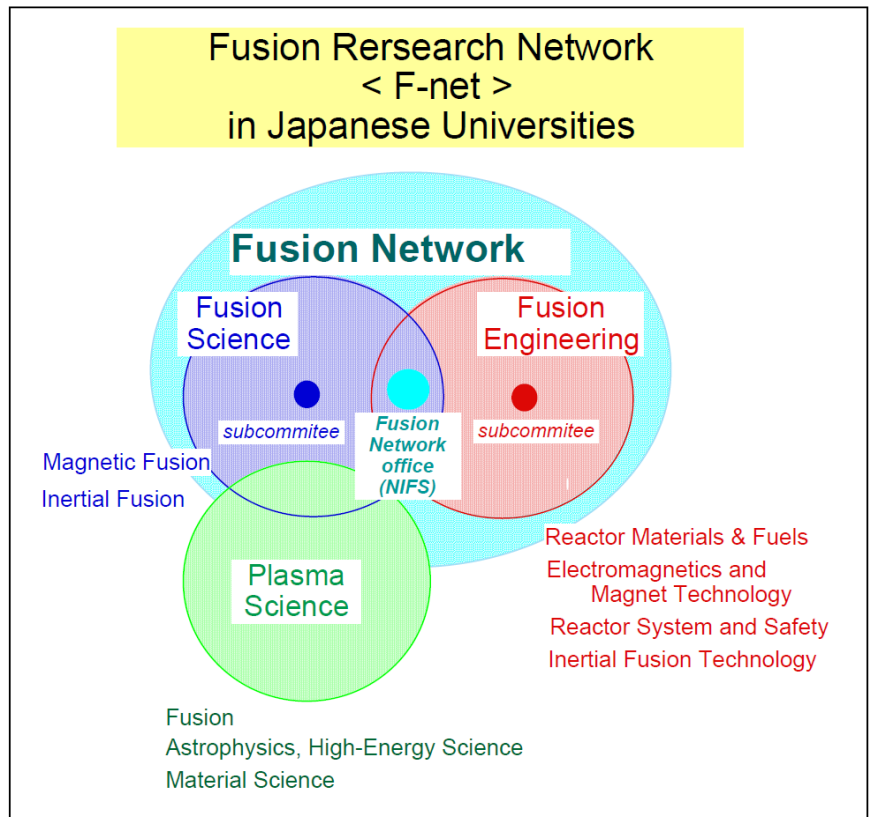 Fusion Rersearch Network
< F-net >
in Japanese Universities
Fusion Network
Fusion
Science
Fusion
Engineering
subcommitee
Fusion
Network
office
(NIFS)
subcommitee
Magnetic Fusion
Inertial Fusion
Plasma
Science
Reactor Materials & Fuels
Electromagnetics and
Magnet Technology
Reactor System and Safety
Inertial Fusion Technology
Fusion
Astrophysics, High-Energy Science
Material Science